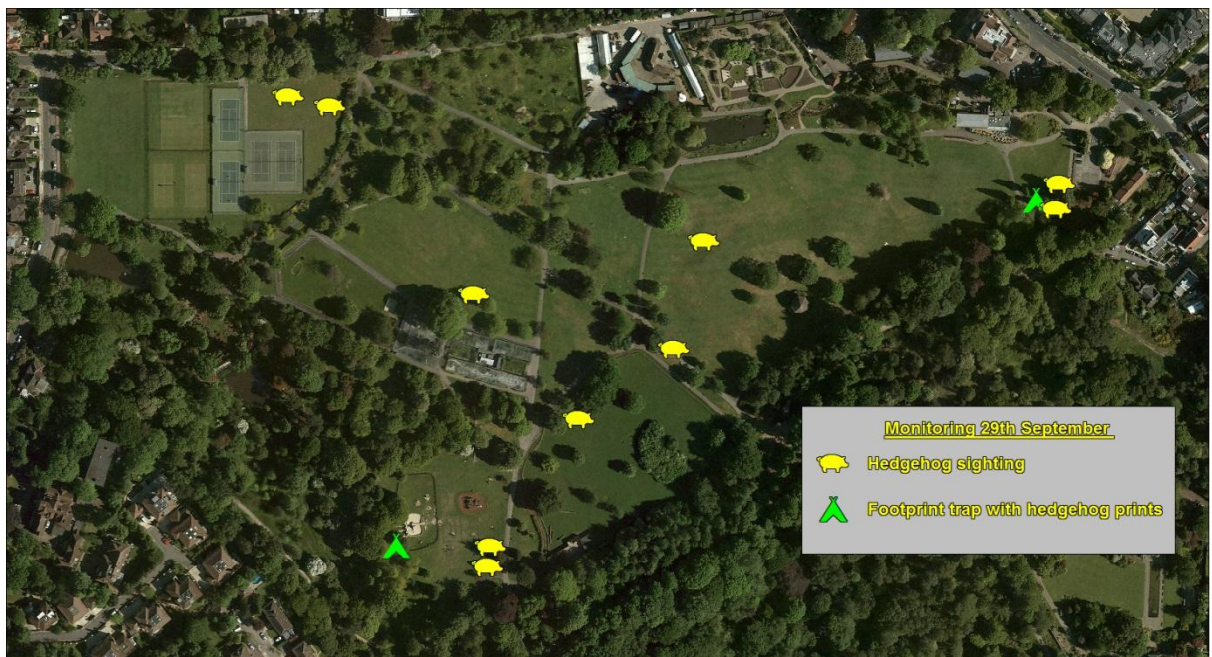 Monitoring 29th September
Hedgehog sighting
Footprint trap with hedgehog prints